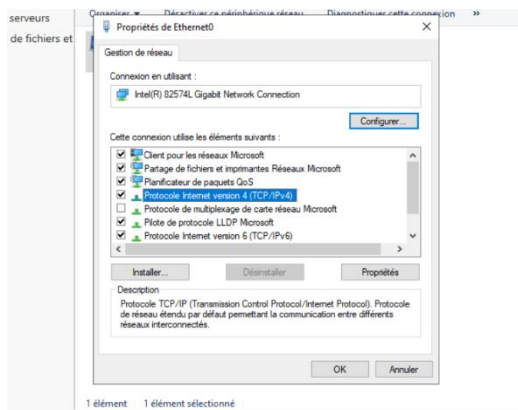 serveurs
de fichiers et
Organiser Désactiver ce périphérique réseau Diagnostiquer cette connexion »
Propriétés de Ethernet0
Gestion de réseau
Connexion en utilisant :
Intel(R) 82574L Gigabit Network Connection
Configurer...
Cette connexion utilise les éléments suivants :
Client pour les réseaux Microsoft
Partage de fichiers et imprimantes Réseaux Microsoft
Planificateur de paquets QoS
Protocole Internet version 4 (TCP/IPv4)
Protocole de multiplexage de carte réseau Microsoft
Pilote de protocole LLDP Microsoft
Protocole Internet version 6 (TCP/IPv6)
Installer...
Désinstaller
Propriétés
Description
Protocole TCP/IP (Transmission Control Protocol/Internet Protocol). Protocole
de réseau étendu par défaut permettant la communication entre différents
réseaux interconnectés.
OK
Annuler
1 élément 1 élément sélectionné